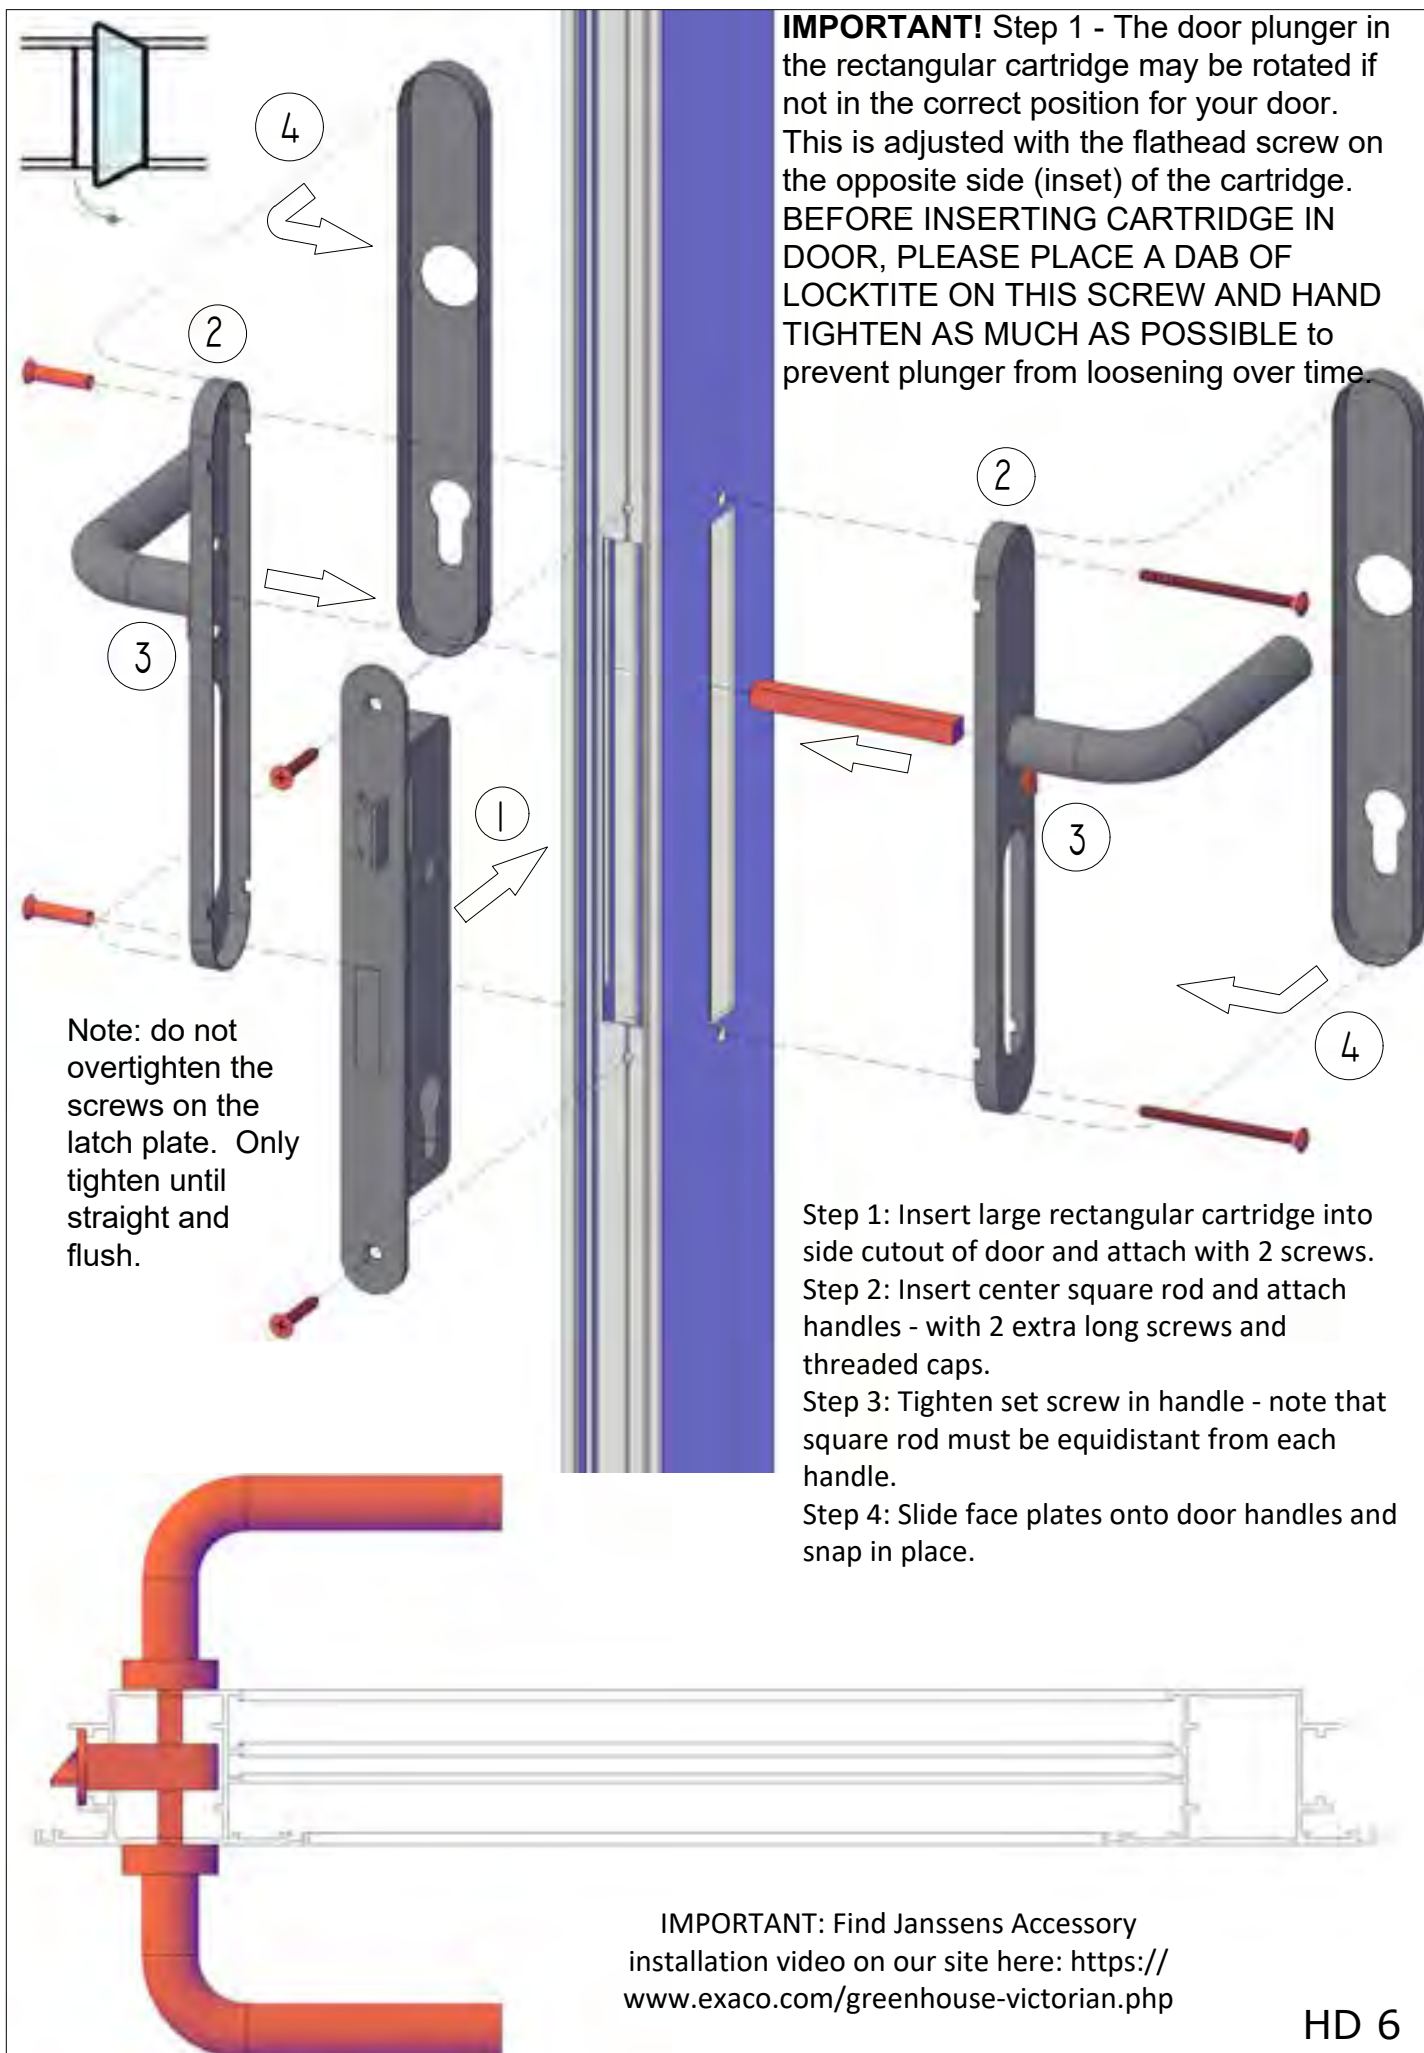 IMPORTANT! Step 1 - The door plunger in
the rectangular cartridge may be rotated if
not in the correct position for your door.
This is adjusted with the flathead screw on
the opposite side (inset) of the cartridge.
BEFORE INSERTING CARTRIDGE IN
DOOR, PLEASE PLACE A DAB OF
LOCKTITE ON THIS SCREW AND HAND
TIGHTEN AS MUCH AS POSSIBLE to
prevent plunger from loosening over time.
4
2
2
3
1
3
4
Note: do not
overtighten the
screws on the
latch plate.  Only
tighten until
straight and
flush.
Step 1: Insert large rectangular cartridge into
side cutout of door and attach with 2 screws.
Step 2: Insert center square rod and attach
handles - with 2 extra long screws and
threaded caps.
Step 3: Tighten set screw in handle - note that
square rod must be equidistant from each
handle.
Step 4: Slide face plates onto door handles and
snap in place.
IMPORTANT: Find Janssens Accessory
installation video on our site here: https://
www.exaco.com/greenhouse-victorian.php
HD 6